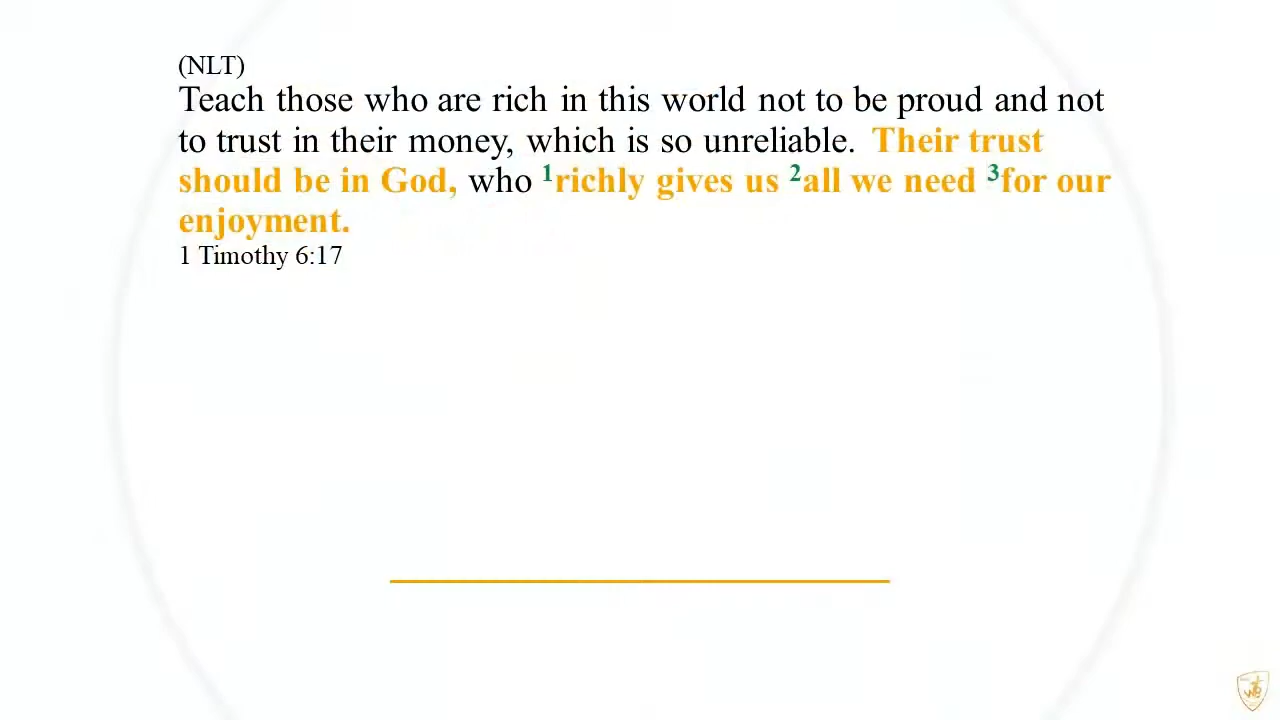 (NLT)
Teach those who are rich in this world not to be proud and not
to trust in their money, which is so unreliable. Their trust
should be in God, who ¹richly gives us ²all we need ³for our
enjoyment.
1 Timothy 6:17